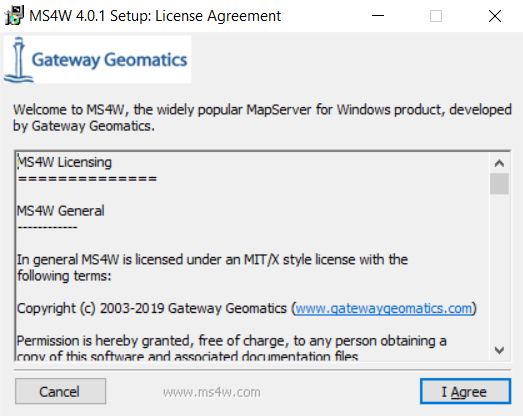 MS4W 4.0.1 Setup: License Agreement
Gateway Geomatics
Welcome to MS4W, the widely popular MapServer for Windows product, developed
by Gateway Geomatics.
MS4W Licensing
==============
MS4W General
------------
In general MS4W is licensed under an MIT/X style license with the
following terms:
Copyright (c) 2003-2019 Gateway Geomatics (www.gatewaygeomatics.com)
Permission is hereby granted, free of charge, to any person obtaining a
copy of this software and associated documentation files
Cancel
www.ms4w.com
I Agree